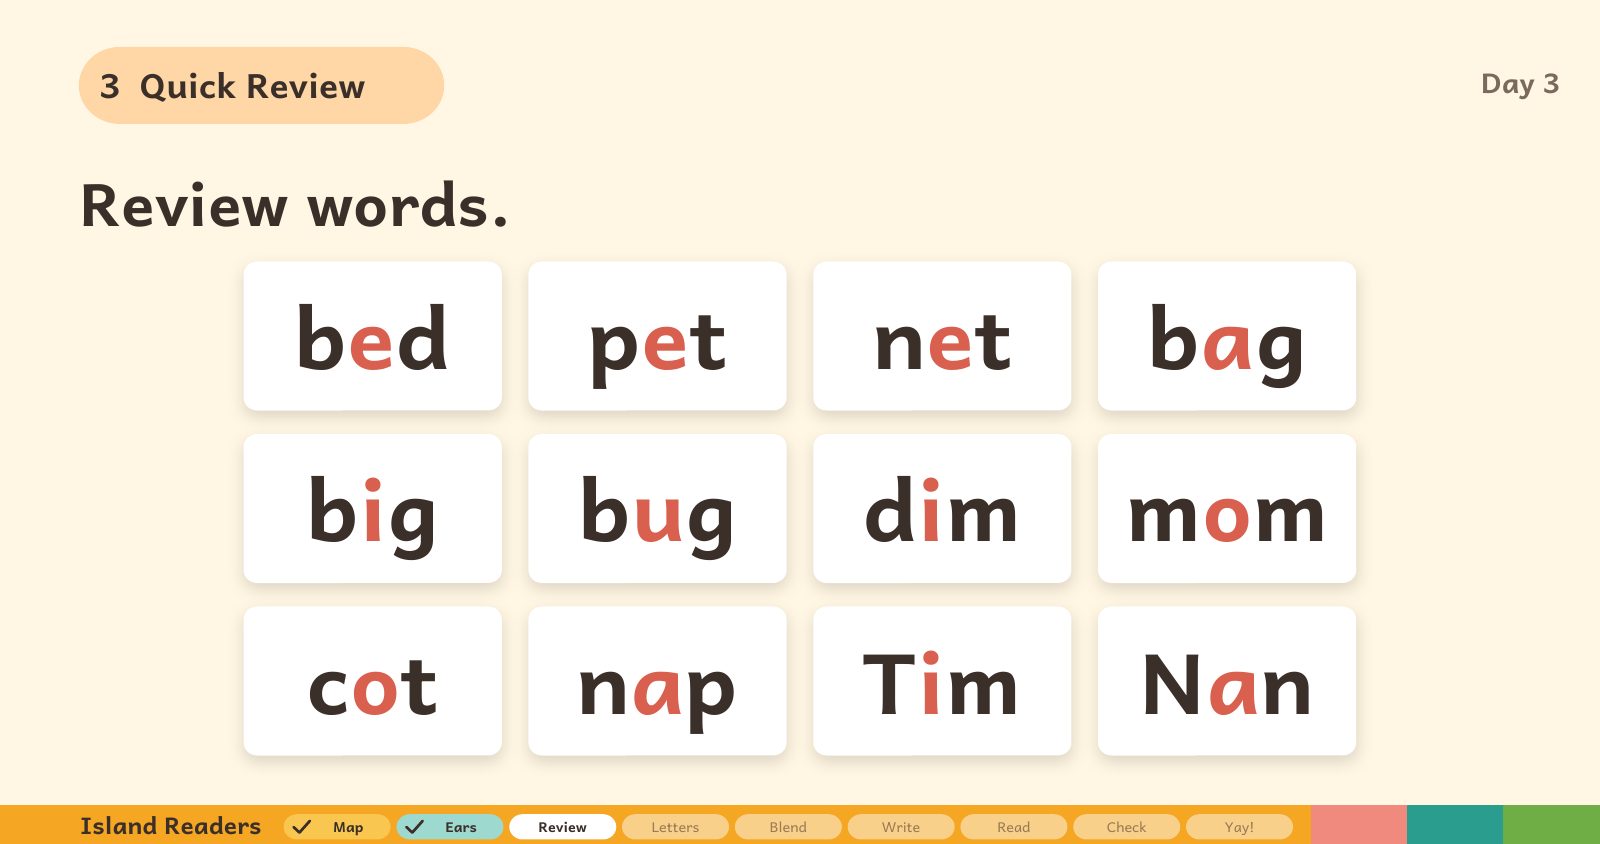 3 Quick Review
Day 3
Review words.
bed pet net bag
big bug dim mom
cot nap Tim Nan
Island Readers Map Ears Review Letters Blend Write Read Check Yay!